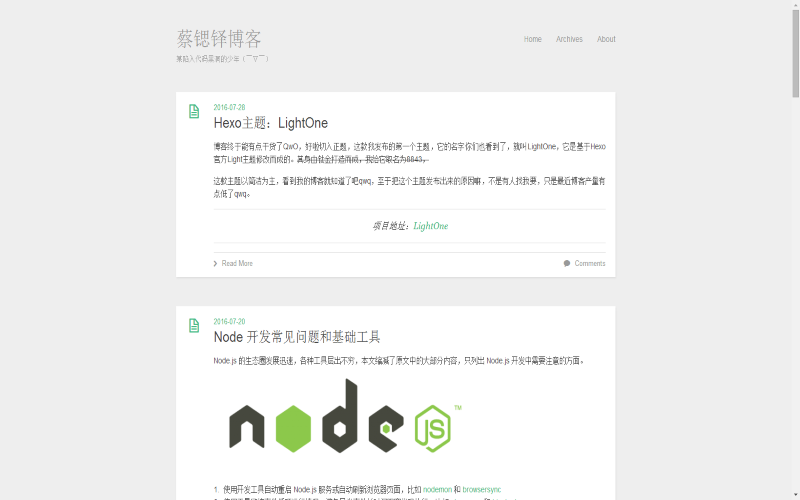 蔡锶铎博客
Home Archives About
某陷入代码黑洞的少年（￣▽￣）
2016-07-28
Hexo主题：LightOne
博客终于能有点干货了QwO，好啦切入正题，这款我发布的第一个主题，它的名字你们也看到了，就叫LightOne，它是基于Hexo
官方Light主题修改而成的。其身由钛金打造而成，我给它取名为8843，
这款主题以简洁为主，看到我的博客就知道了吧qwq，至于把这个主题发布出来的原因嘛，不是有人找我要，只是最近博客产量有
点低了qwq。
项目地址：LightOne
Read More
Comments
2016-07-20
Node 开发常见问题和基础工具
Node.js 的生态圈发展迅速，各种工具层出不穷，本文缩减了原文中的大部分内容，只列出 Node.js 开发中需要注意的方面。
node JS TM
1. 使用开发工具自动重启 Node.js 服务或自动刷新浏览器页面，比如 nodemon 和 browsersync